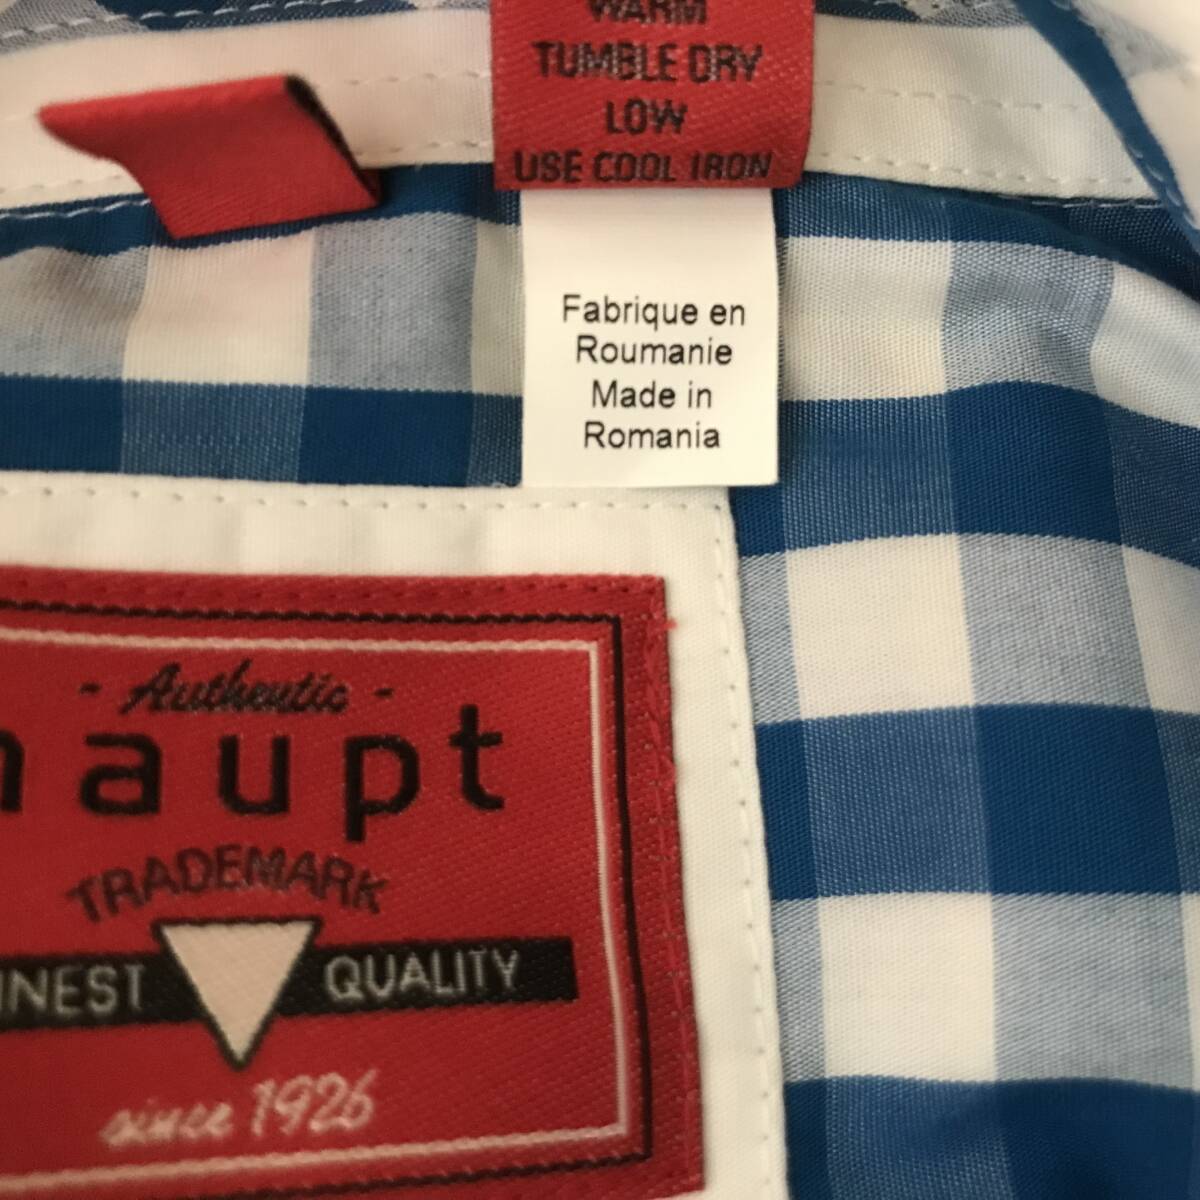 WARM
TUMBLE DRY
LOW
USE COOL IRON
Fabrique en
Roumanie
Made in
Romania
- Authentic -
haupt
TRADEMARK
FINEST QUALITY
since 1926